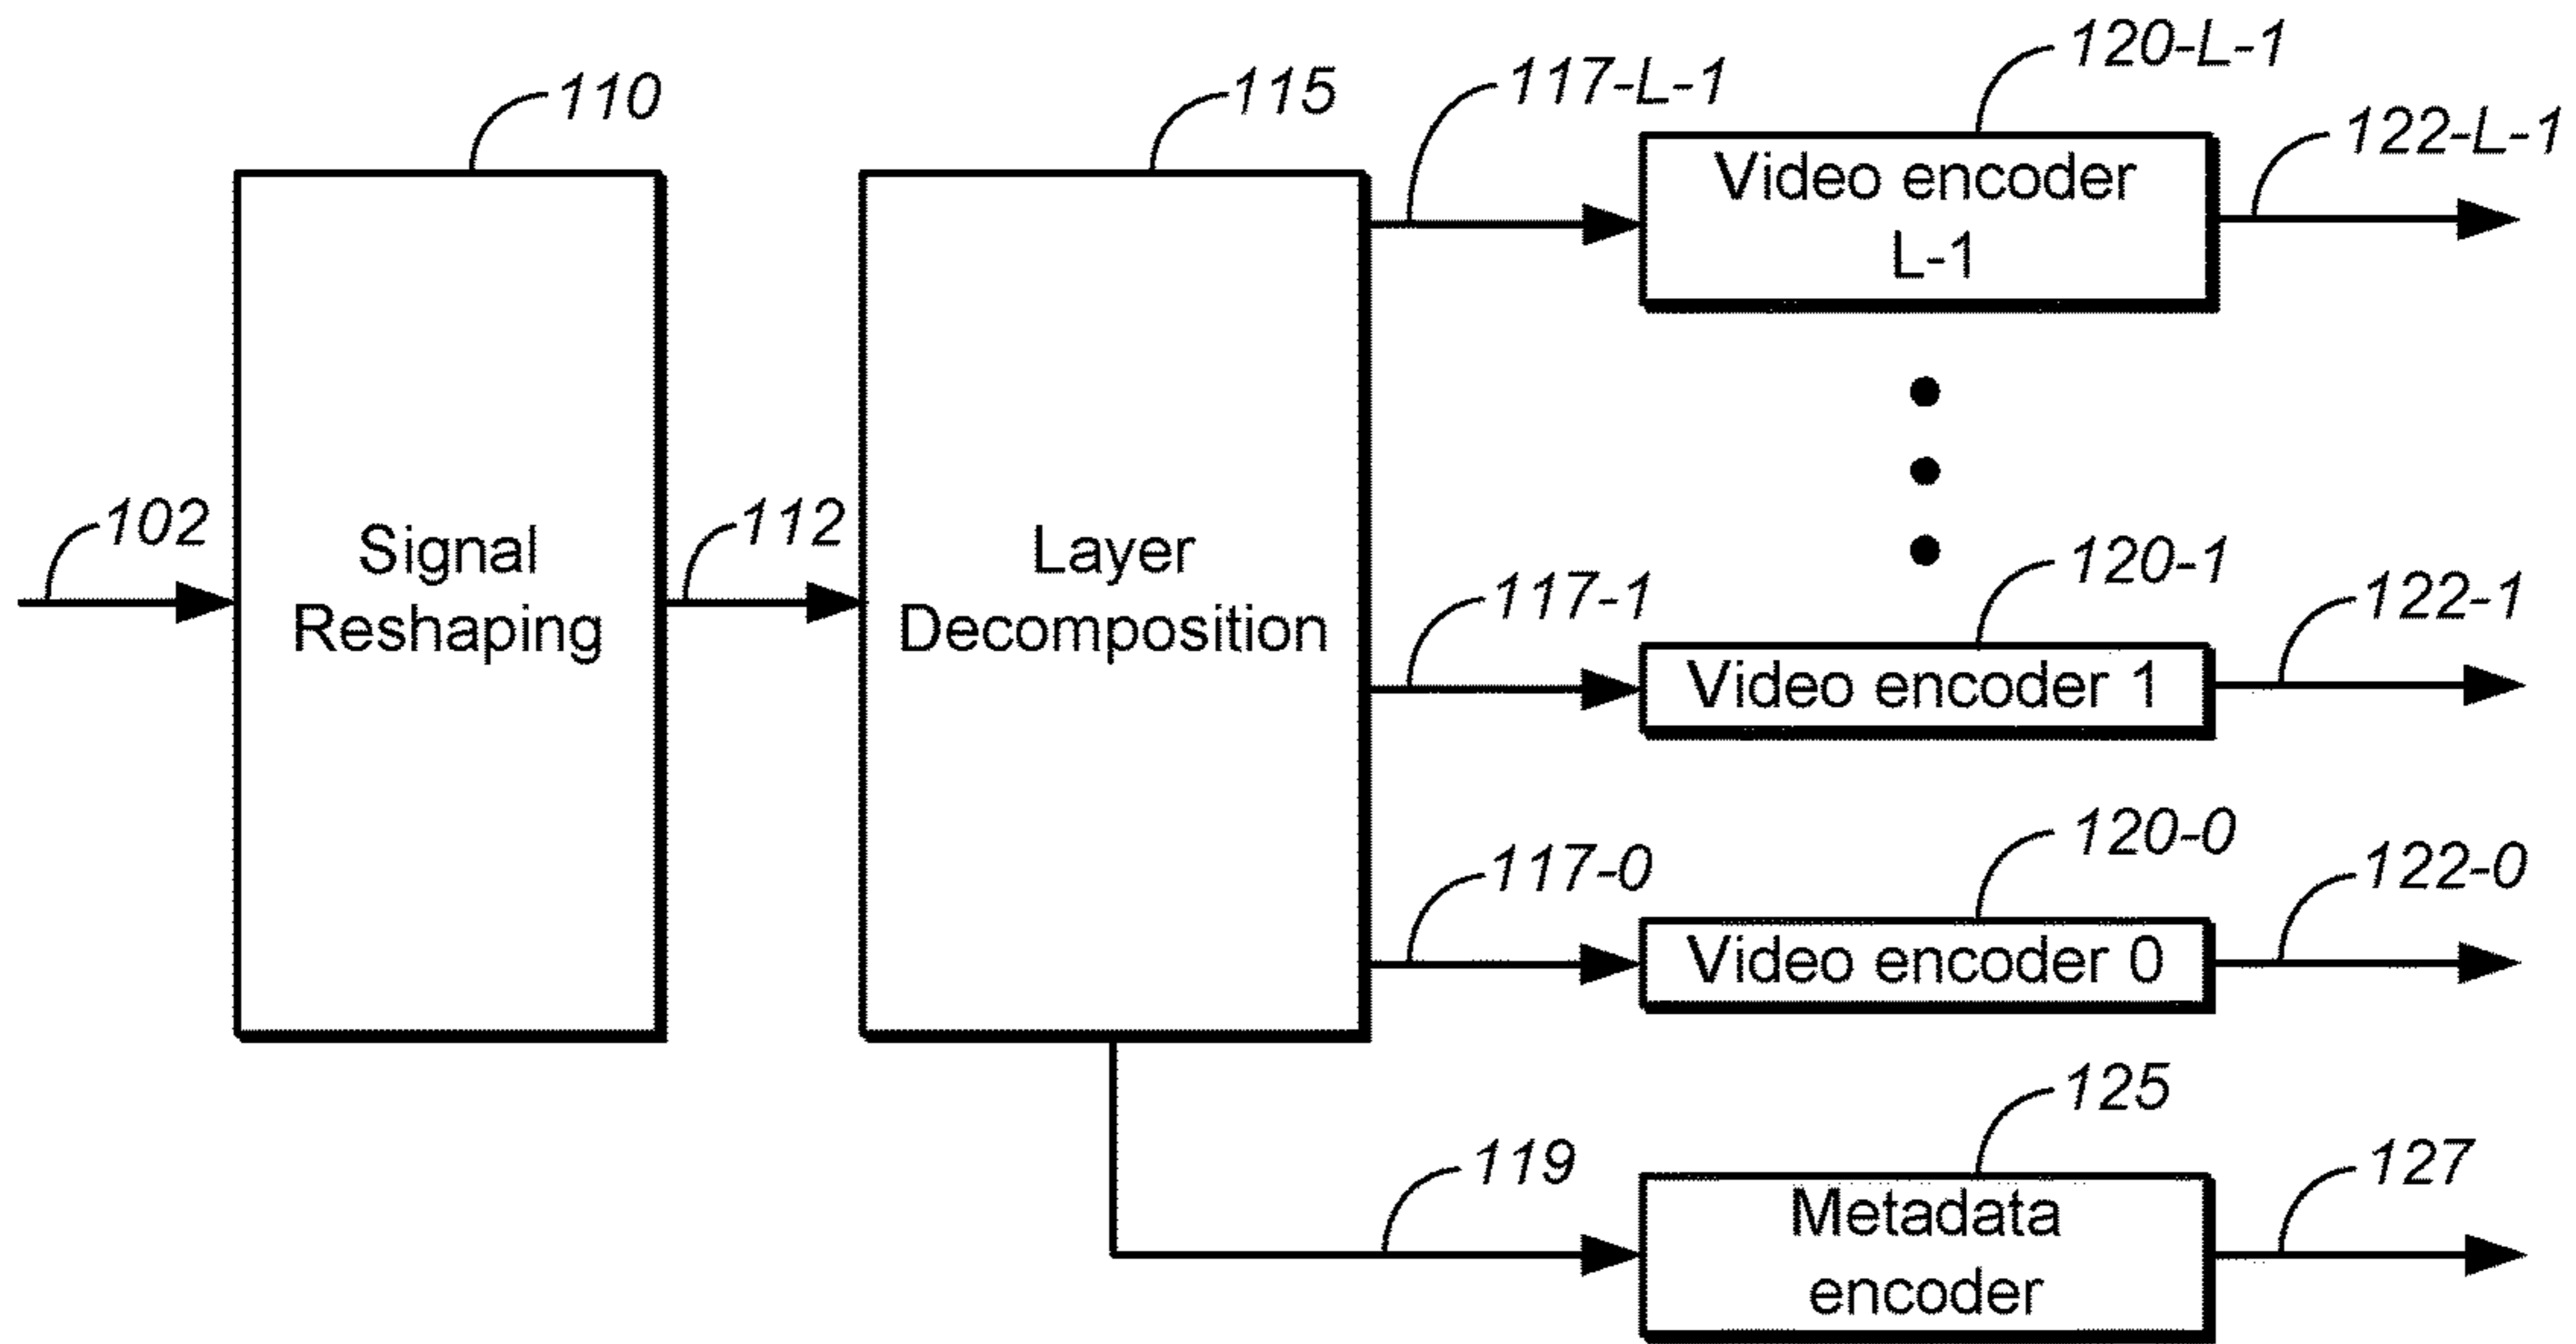 110
115
117-L-1
120-L-1
122-L-1
Video encoder
L-1
102
Signal
Reshaping
112
Layer
Decomposition
117-1
120-1
122-1
Video encoder 1
117-0
120-0
122-0
Video encoder 0
119
125
127
Metadata
encoder